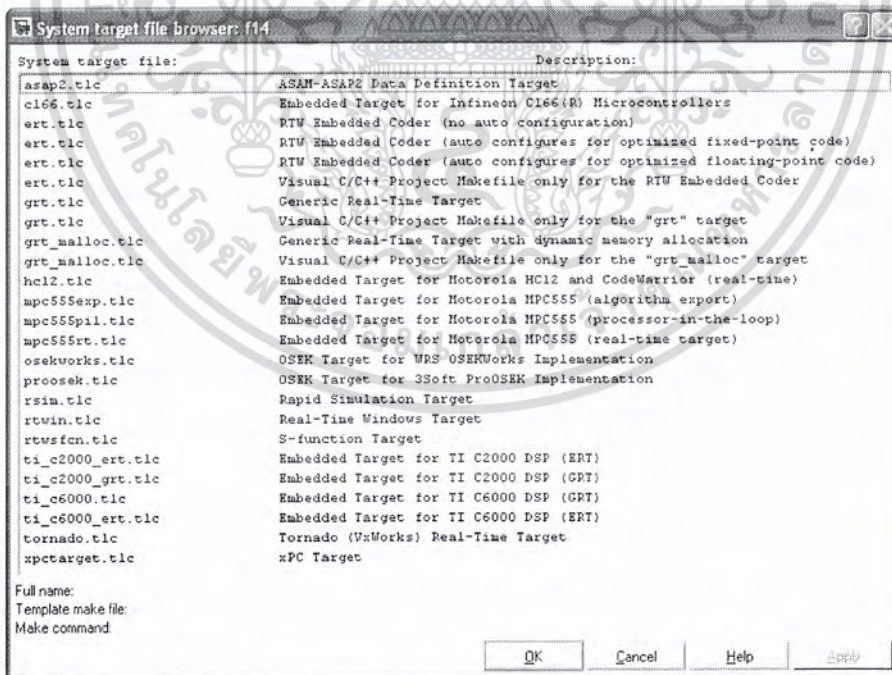 System target file browser: f14
System target file: Description:
asap2.tlc ASAM-ASAP2 Data Definition Target
c166.tlc Embedded Target for Infineon C166(R) Microcontrollers
ert.tlc RTW Embedded Coder (no auto configuration)
ert.tlc RTW Embedded Coder (auto configures for optimized fixed-point code)
ert.tlc RTW Embedded Coder (auto configures for optimized floating-point code)
ert.tlc Visual C/C++ Project Makefile only for the RTW Embedded Coder
grt.tlc Generic Real-Time Target
grt.tlc Visual C/C++ Project Makefile only for the "grt" target
grt_malloc.tlc Generic Real-Time Target with dynamic memory allocation
grt_malloc.tlc Visual C/C++ Project Makefile only for the "grt_malloc" target
hc12.tlc Embedded Target for Motorola HC12 and CodeWarrior (real-time)
mpc555exp.tlc Embedded Target for Motorola MPC555 (algorithm export)
mpc555pil.tlc Embedded Target for Motorola MPC555 (processor-in-the-loop)
mpc555rt.tlc Embedded Target for Motorola MPC555 (real-time target)
osekworks.tlc OSEK Target for WRS OSEKWorks Implementation
proosek.tlc OSEK Target for 3Soft ProOSEK Implementation
rsim.tlc Rapid Simulation Target
rtwin.tlc Real-Time Windows Target
rtwsfcn.tlc S-function Target
ti_c2000_ert.tlc Embedded Target for TI C2000 DSP (ERT)
ti_c2000_grt.tlc Embedded Target for TI C2000 DSP (GRT)
ti_c6000.tlc Embedded Target for TI C6000 DSP (GRT)
ti_c6000_ert.tlc Embedded Target for TI C6000 DSP (ERT)
tornado.tlc Tornado (VxWorks) Real-Time Target
xpctarget.tlc xPC Target
Full name:
Template make file:
Make command:
OK Cancel Help Apply